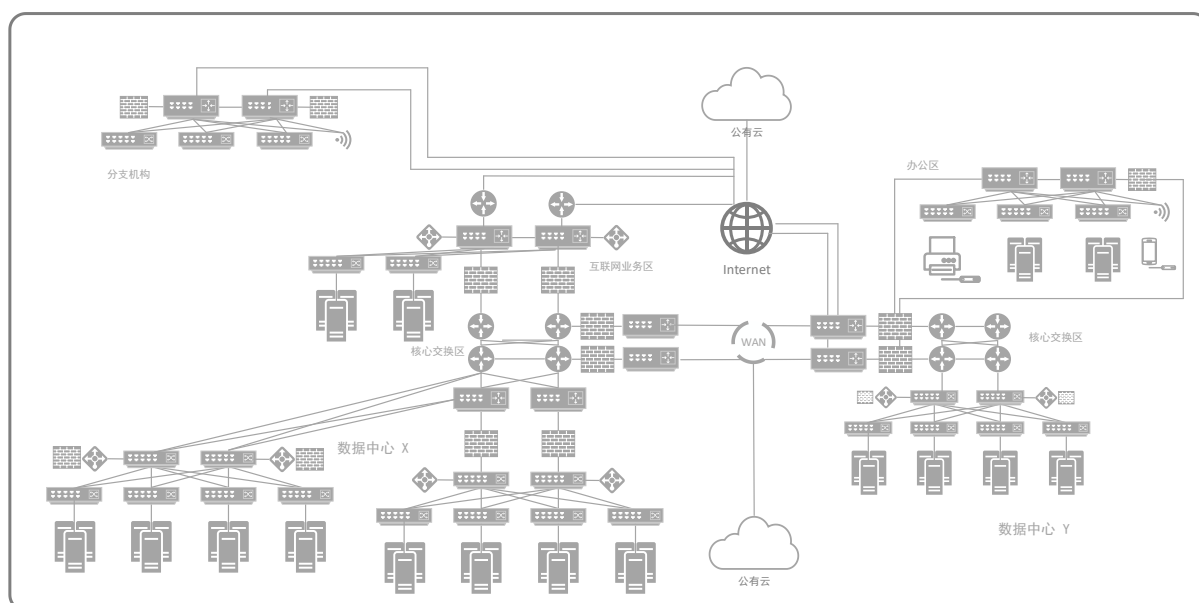 公有云
分支机构
办公区
互联网业务区
Internet
核心交换区
WAN
核心交换区
数据中心 X
数据中心 Y
公有云